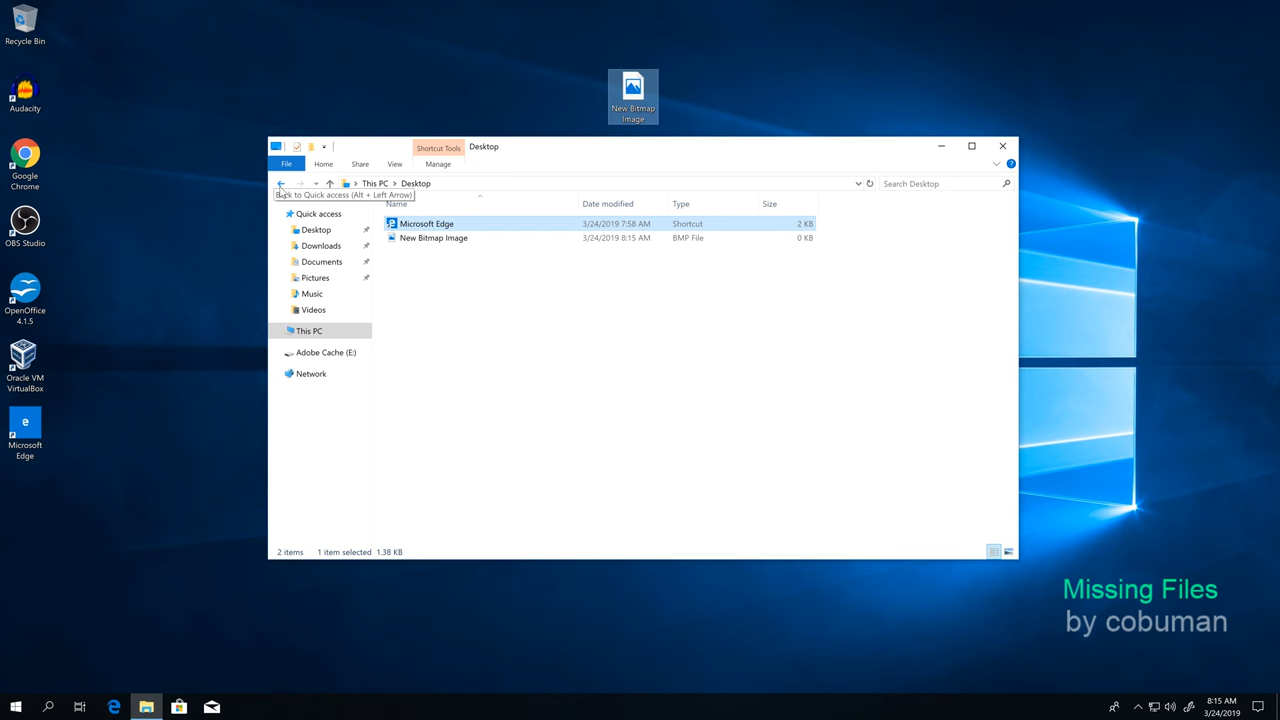 Recycle Bin
Audacity
Google
Chrome
OBS Studio
OpenOffice
4.1.5
Oracle VM
VirtualBox
e
Microsoft
Edge
New Bitmap
Image
Shortcut Tools
Desktop
File
Home
Share
View
Manage
This PC
Desktop
Search Desktop
Back to Quick access (Alt + Left Arrow)
Name
Date modified
Type
Size
Quick access
Desktop
Downloads
Documents
Pictures
Music
Videos
This PC
Adobe Cache (E:)
Network
Microsoft Edge 3/24/2019 7:58 AM Shortcut 2 KB
New Bitmap Image 3/24/2019 8:15 AM BMP File 0 KB
2 items 1 item selected 1.38 KB
Missing Files
by cobuman
8:15 AM
3/24/2019